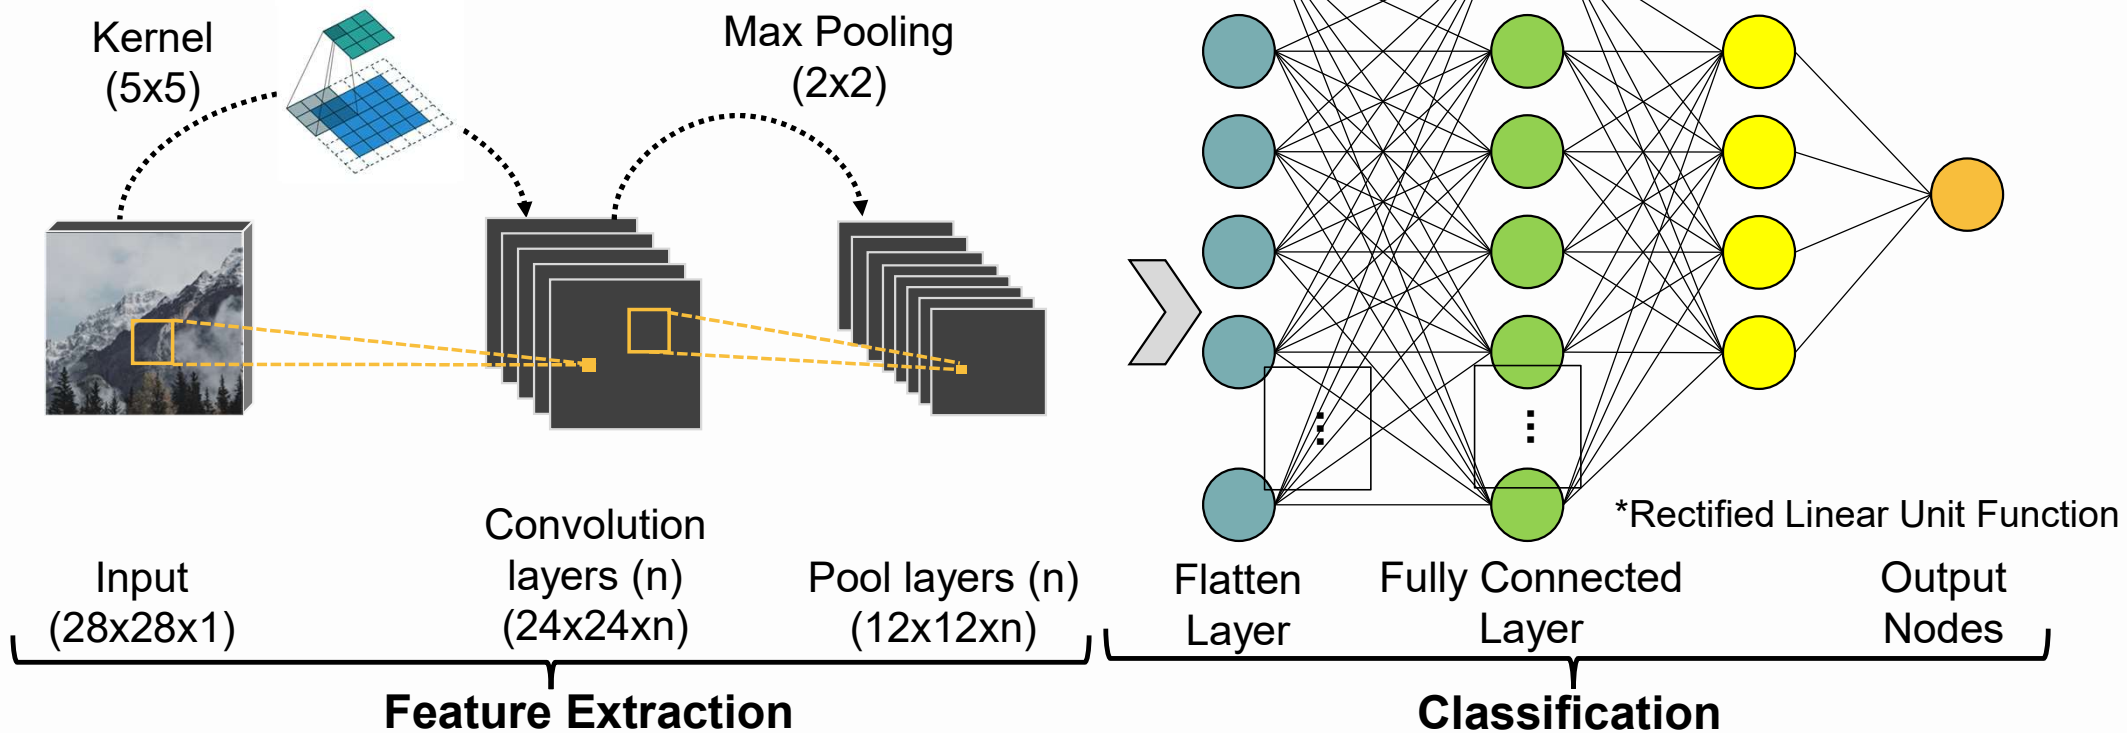 Kernel
(5x5)
Max Pooling
(2x2)
⋮
⋮
*Rectified Linear Unit Function
Input
(28x28x1)
Convolution
layers (n)
(24x24xn)
Pool layers (n)
(12x12xn)
Flatten
Layer
Fully Connected
Layer
Output
Nodes
Feature Extraction
Classification